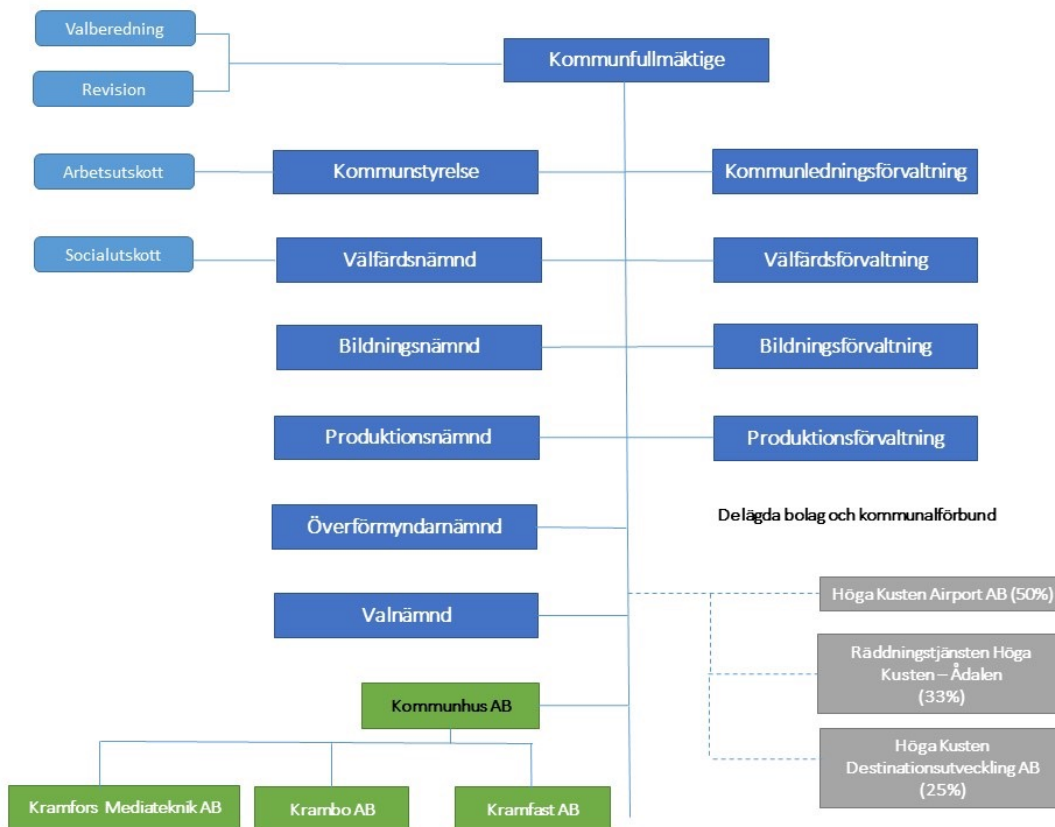 Valberedning
Kommunfullmäktige
Revision
Arbetsutskott
Kommunstyrelse
Kommunledningsförvaltning
Socialutskott
Välfärdsnämnd
Välfärdsförvaltning
Bildningsnämnd
Bildningsförvaltning
Produktionsnämnd
Produktionsförvaltning
Överförmyndarnämnd
Delägda bolag och kommunalförbund
Valnämnd
Höga Kusten Airport AB (50%)
Räddningstjänsten Höga
Kusten – Ådalen
(33%)
Kommunhus AB
Höga Kusten
Destinationsutveckling AB
(25%)
Kramfors Mediateknik AB
Krambo AB
Kramfast AB